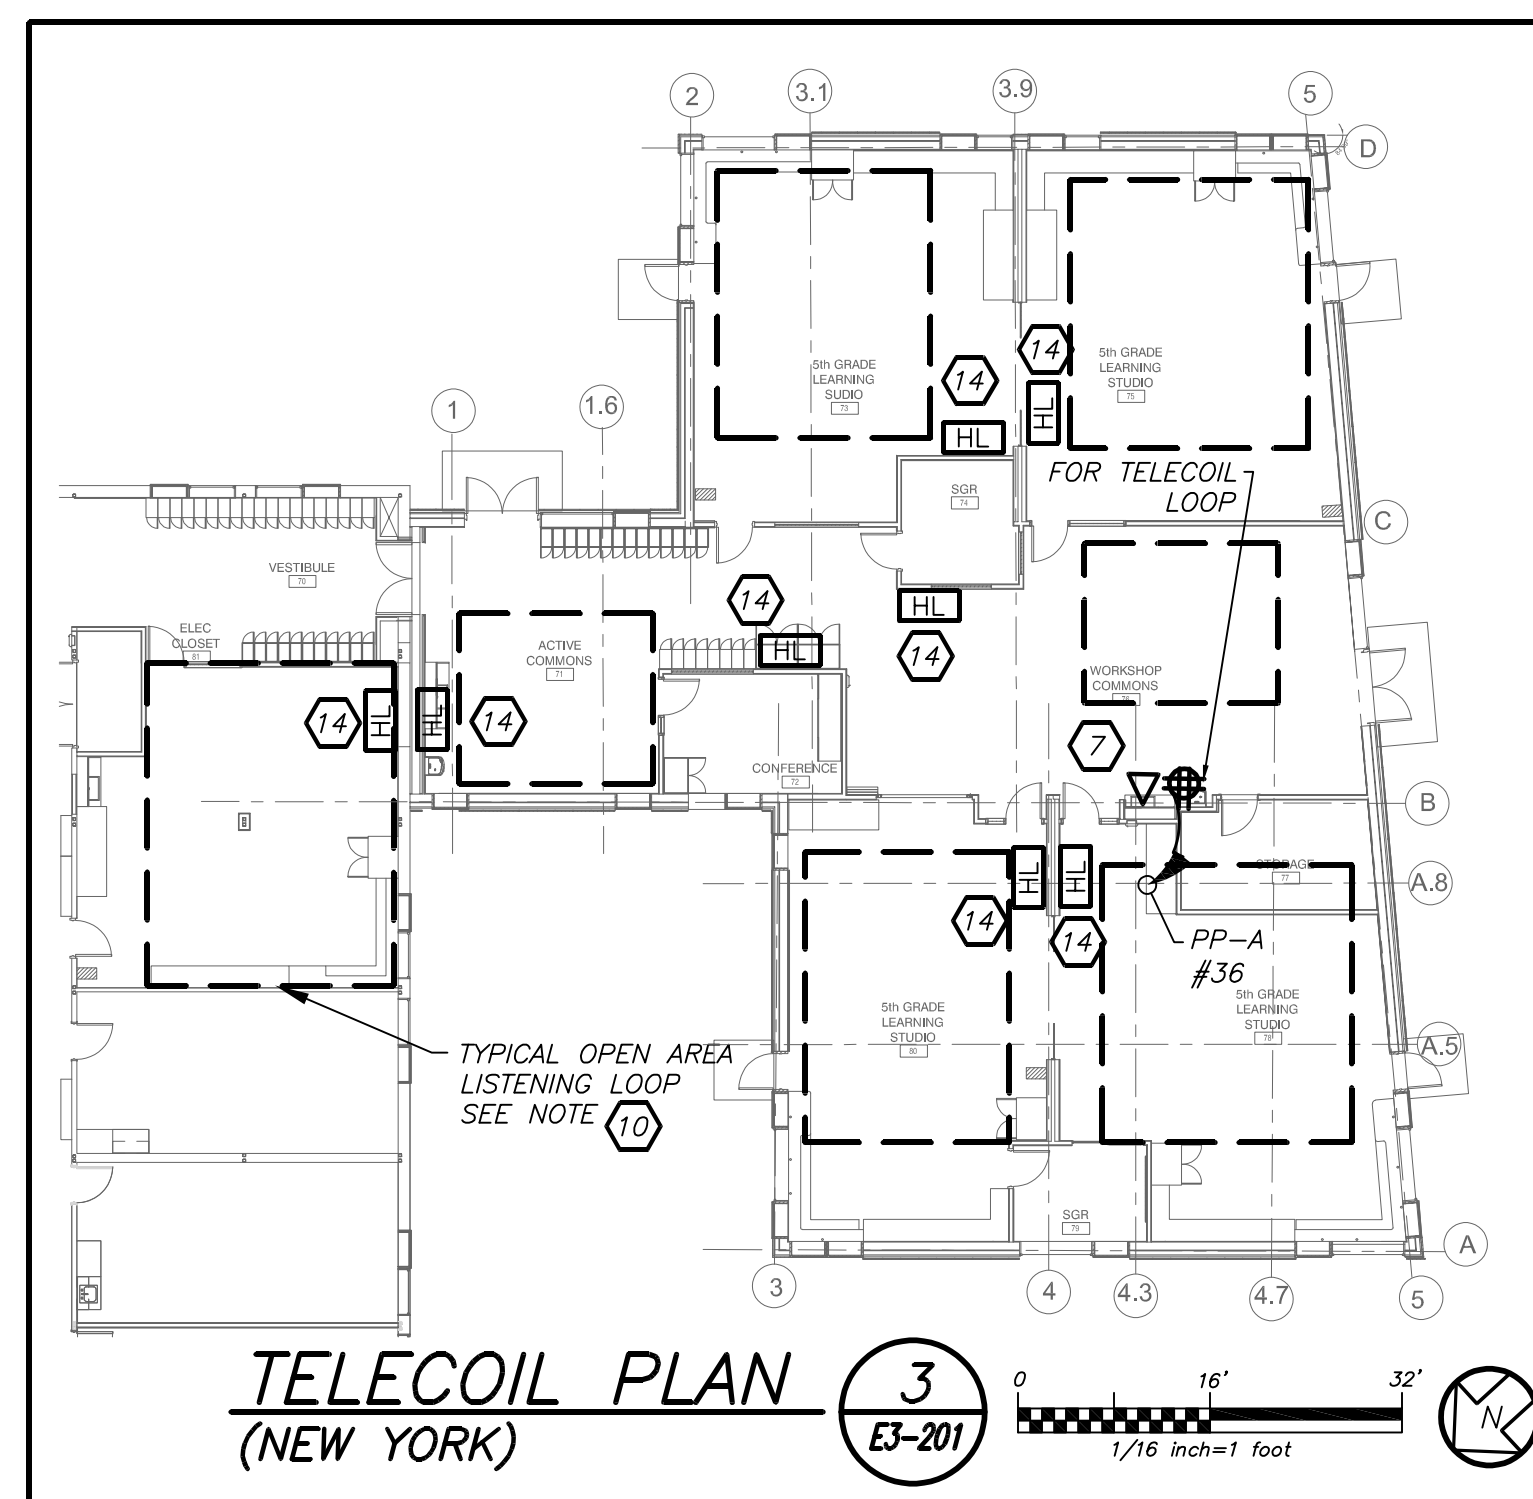 2
3.1
3.9
5
D
5th GRADE
LEARNING
SUDIO
73
5th GRADE
LEARNING
STUDIO
75
14
14
HL
HL
1
1.6
FOR TELECOIL
LOOP
SGR
74
C
VESTIBULE
70
ELEC
CLOSET
81
14
HL
HL
14
ACTIVE
COMMONS
71
WORKSHOP
COMMONS
76
14
HL
HL
14
7
CONFERENCE
72
B
HL
HL
STORAGE
77
A.8
14
14
PP-A
#36
5th GRADE
LEARNING
STUDIO
80
5th GRADE
LEARNING
STUDIO
78
A.5
TYPICAL OPEN AREA
LISTENING LOOP
SEE NOTE 10
SGR
79
A
3
4
4.3
4.7
5
TELECOIL PLAN
(NEW YORK)
3
E3-201
0 16' 32'
1/16 inch=1 foot
N